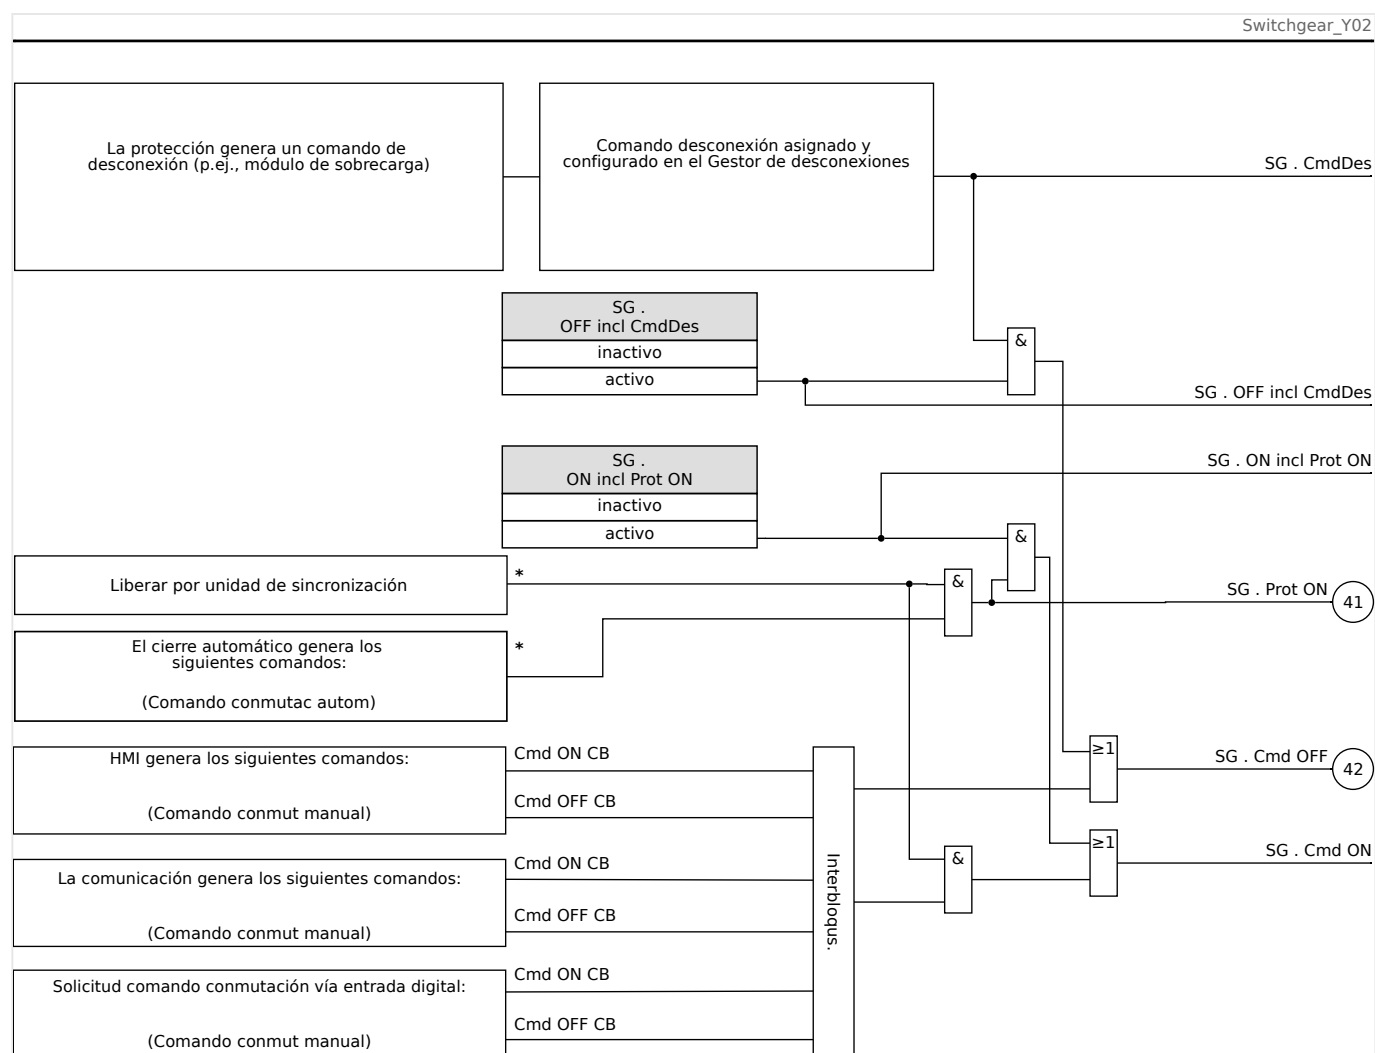 Switchgear_Y02
La protección genera un comando de
desconexión (p.ej., módulo de sobrecarga)
Comando desconexión asignado y
configurado en el Gestor de desconexiones
SG . CmdDes
SG .
OFF incl CmdDes
inactivo
activo
&
SG . OFF incl CmdDes
SG .
ON incl Prot ON
inactivo
activo
SG . ON incl Prot ON
&
Liberar por unidad de sincronización
*
&
SG . Prot ON
41
El cierre automático genera los
siguientes comandos:
(Comando conmutac autom)
*
HMI genera los siguientes comandos:
(Comando conmut manual)
Cmd ON CB
Cmd OFF CB
≥1
SG . Cmd OFF
42
La comunicación genera los siguientes comandos:
(Comando conmut manual)
Cmd ON CB
Cmd OFF CB
Interbloqus.
&
≥1
SG . Cmd ON
Solicitud comando conmutación vía entrada digital:
(Comando conmut manual)
Cmd ON CB
Cmd OFF CB